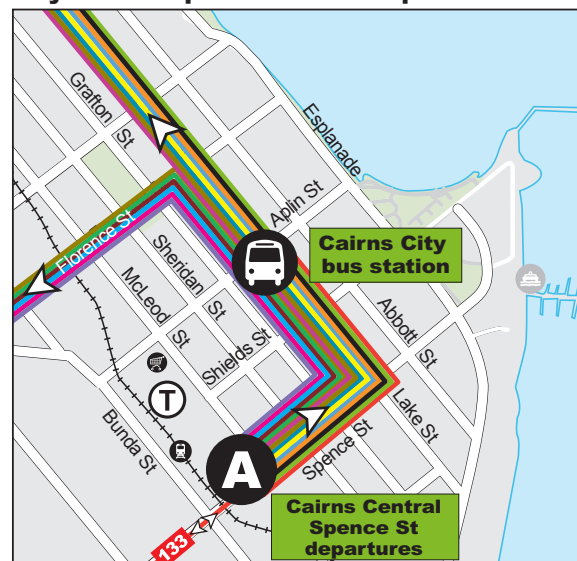 Grafton St
Esplanade
Aplin St
Florence St
Cairns City
bus station
Sheridan St
McLeod St
Abbott St
Shields St
T
Lake St
Bunda St
A
Spence St
Cairns Central
Spence St
departures
133